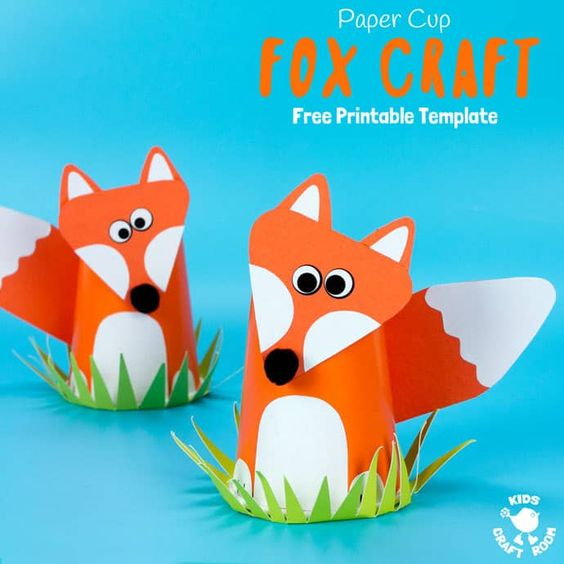 Paper Cup
FOX CRAFT
Free Printable Template
KIDS
CRAFT ROOM